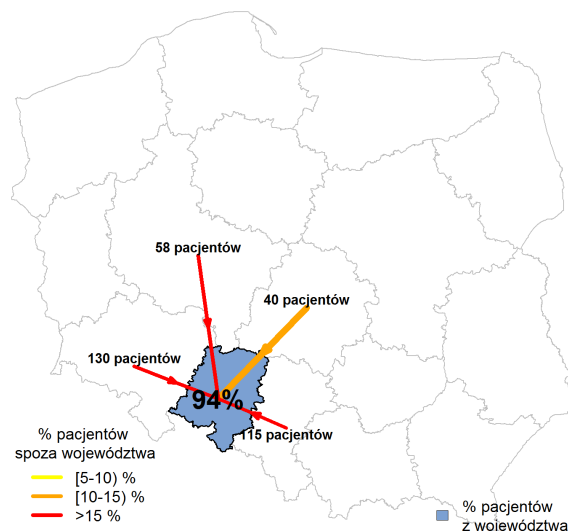 58 pacjentów
40 pacjentów
130 pacjentów
94%
115 pacjentów
% pacjentów
spoza województwa
[5-10) %
[10-15) %
>15 %
% pacjentów
z województwa